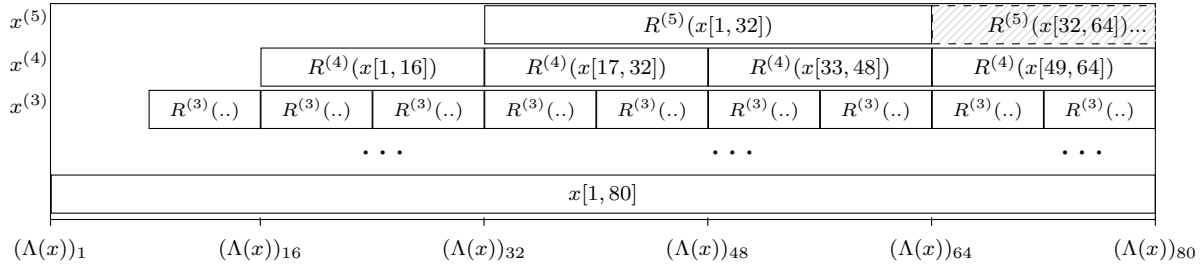 x^{(5)} R^{(5)}(x[1, 32]) R^{(5)}(x[32, 64])...
x^{(4)} R^{(4)}(x[1, 16]) R^{(4)}(x[17, 32]) R^{(4)}(x[33, 48]) R^{(4)}(x[49, 64])
x^{(3)} R^{(3)}(..) R^{(3)}(..) R^{(3)}(..) R^{(3)}(..) R^{(3)}(..) R^{(3)}(..) R^{(3)}(..) R^{(3)}(..) R^{(3)}(..)
... ... ...
x[1, 80]
(Λ(x))_1 (Λ(x))_{16} (Λ(x))_{32} (Λ(x))_{48} (Λ(x))_{64} (Λ(x))_{80}